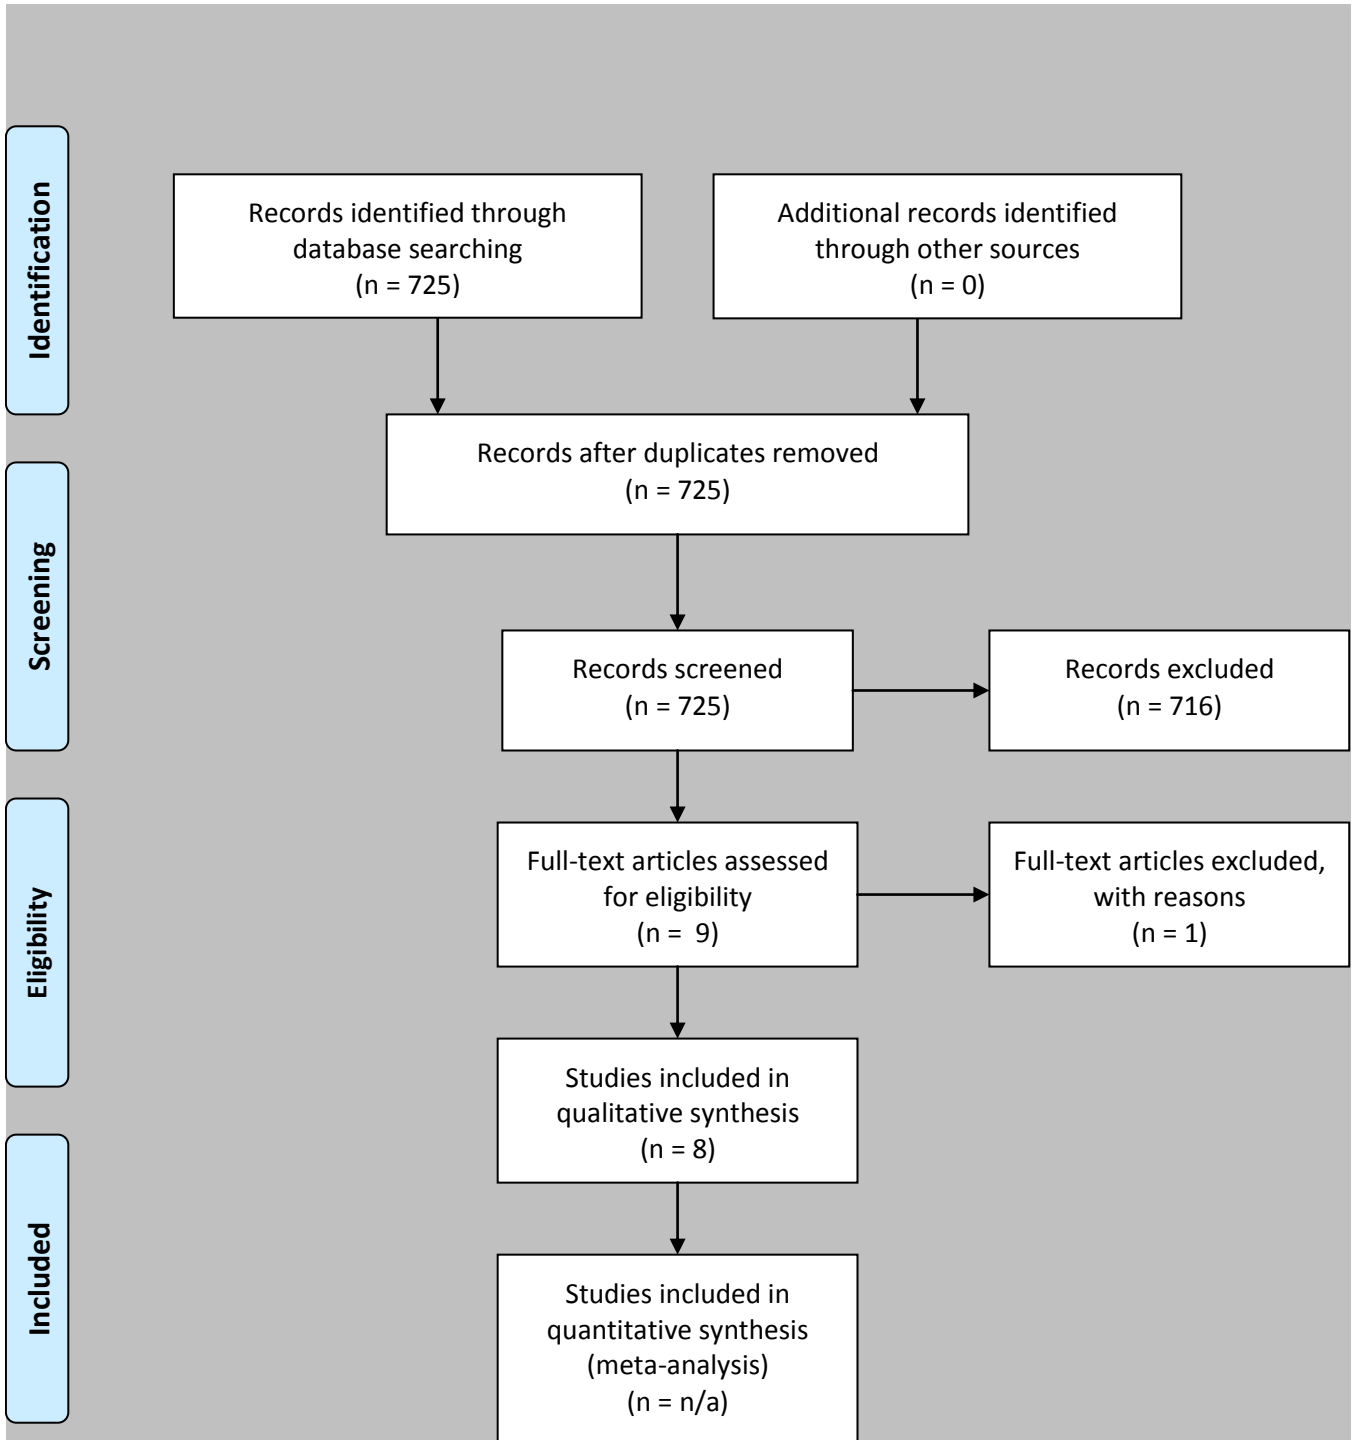 Identification
Records identified through
database searching
(n = 725)
Additional records identified
through other sources
(n = 0)
Records after duplicates removed
(n = 725)
Screening
Records screened
(n = 725)
Records excluded
(n = 716)
Eligibility
Full-text articles assessed
for eligibility
(n =  9)
Full-text articles excluded,
with reasons
(n = 1)
Studies included in
qualitative synthesis
(n = 8)
Included
Studies included in
quantitative synthesis
(meta-analysis)
(n = n/a)